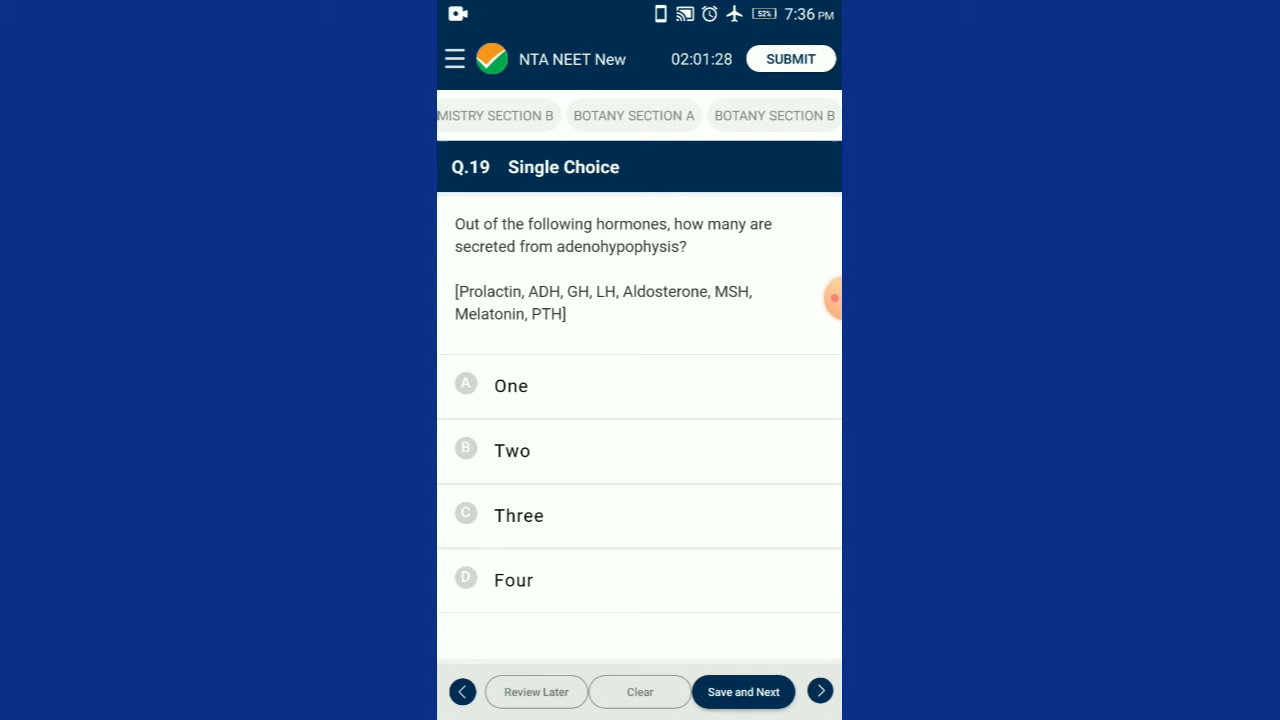 52% 7:36 PM
NTA NEET New 02:01:28 SUBMIT
MISTRY SECTION B BOTANY SECTION A BOTANY SECTION B
Q.19 Single Choice
Out of the following hormones, how many are
secreted from adenohypophysis?
[Prolactin, ADH, GH, LH, Aldosterone, MSH,
Melatonin, PTH]
A One
B Two
C Three
D Four
Review Later Clear Save and Next